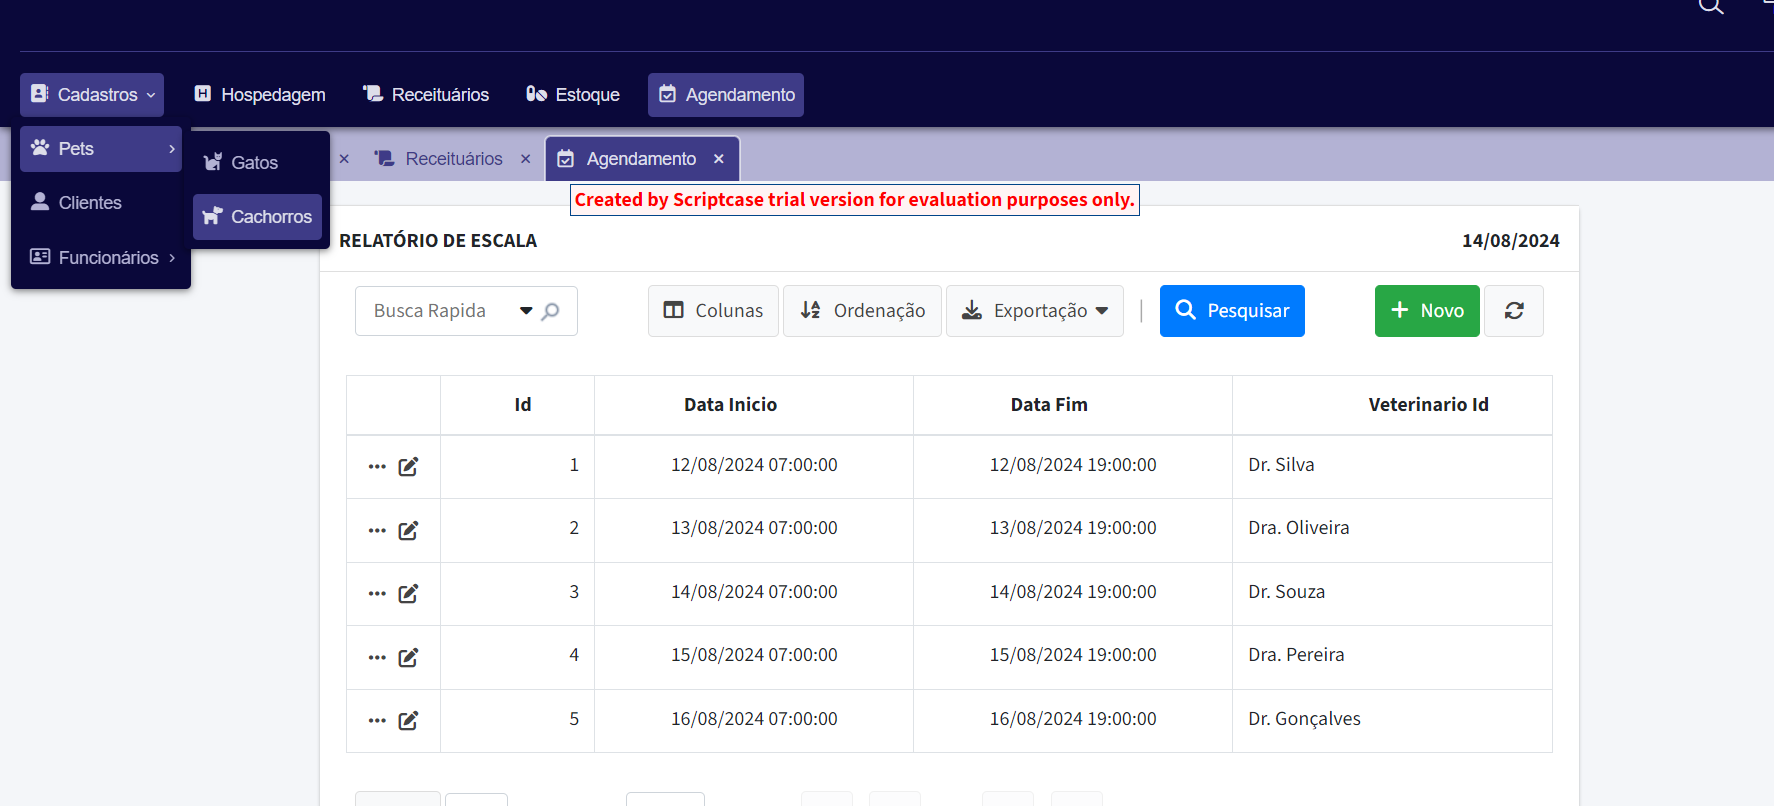 Cadastros Hospedagem Receituários Estoque Agendamento
Pets
Clientes
Funcionários
Gatos
Cachorros
Receituários × Agendamento ×
Created by Scriptcase trial version for evaluation purposes only.
RELATÓRIO DE ESCALA 14/08/2024
Busca Rapida Colunas Ordenação Exportação | Pesquisar Novo
Id Data Inicio Data Fim Veterinario Id
1 12/08/2024 07:00:00 12/08/2024 19:00:00 Dr. Silva
2 13/08/2024 07:00:00 13/08/2024 19:00:00 Dra. Oliveira
3 14/08/2024 07:00:00 14/08/2024 19:00:00 Dr. Souza
4 15/08/2024 07:00:00 15/08/2024 19:00:00 Dra. Pereira
5 16/08/2024 07:00:00 16/08/2024 19:00:00 Dr. Gonçalves